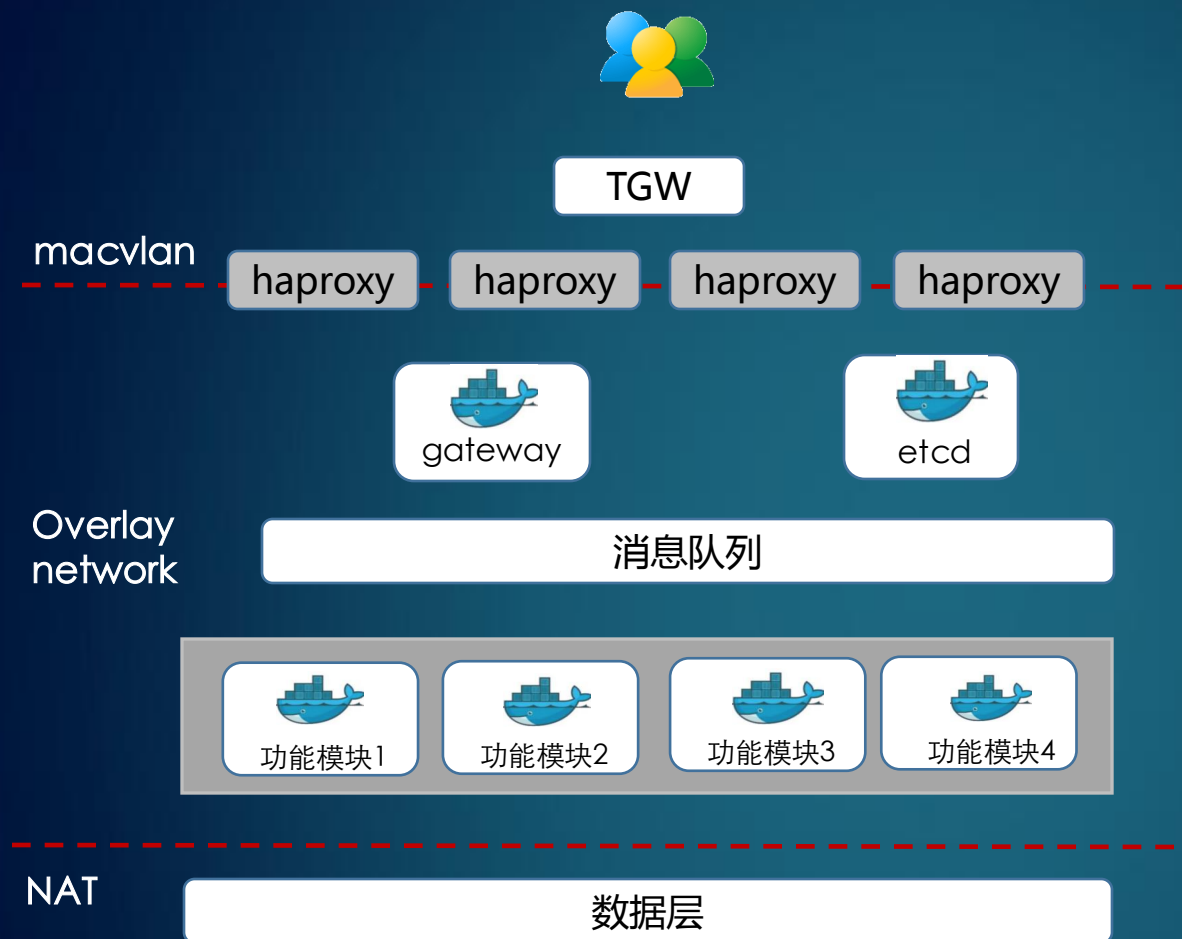 TGW
macvlan
haproxy haproxy haproxy haproxy
gateway etcd
Overlay
network
消息队列
功能模块1 功能模块2 功能模块3 功能模块4
NAT
数据层